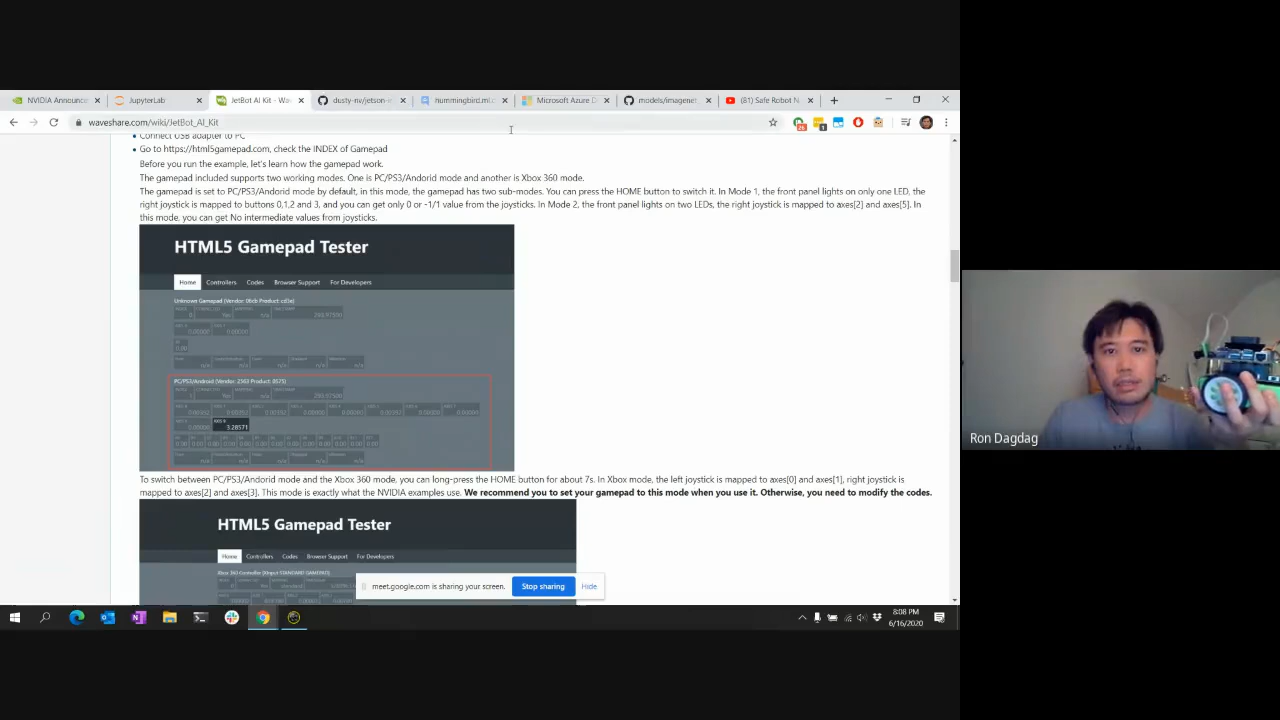 NVIDIA Announc
JupyterLab
JetBot AI Kit - Wa
dusty-nv/jetson-i
hummingbird.ml.c
Microsoft Azure D
models/imagenet
(81) Safe Robot N
waveshare.com/wiki/JetBot_AI_Kit
Connect USB adapter to PC
Go to https://html5gamepad.com, check the INDEX of Gamepad
Before you run the example, let's learn how the gamepad work.
The gamepad included supports two working modes. One is PC/PS3/Andorid mode and another is Xbox 360 mode.
The gamepad is set to PC/PS3/Andorid mode by default, in this mode, the gamepad has two sub-modes. You can press the HOME button to switch it. In Mode 1, the front panel lights on only one LED, the
right joystick is mapped to buttons 0,1,2 and 3, and you can get only 0 or -1/1 value from the joysticks. In Mode 2, the front panel lights on two LEDs, the right joystick is mapped to axes[2] and axes[5]. In
this mode, you can get No intermediate values from joysticks.
HTML5 Gamepad Tester
Home Controllers Codes Browser Support For Developers
PC/PS3/Android (Vendor: 2563 Product: 0575)
3.28571
To switch between PC/PS3/Andorid mode and the Xbox 360 mode, you can long-press the HOME button for about 7s. In Xbox mode, the left joystick is mapped to axes[0] and axes[1], right joystick is
mapped to axes[2] and axes[3]. This mode is exactly what the NVIDIA examples use. We recommend you to set your gamepad to this mode when you use it. Otherwise, you need to modify the codes.
HTML5 Gamepad Tester
Home Controllers Codes Browser Support For Developers
meet.google.com is sharing your screen.
Stop sharing
Hide
8:08 PM
6/16/2020
Ron Dagdag